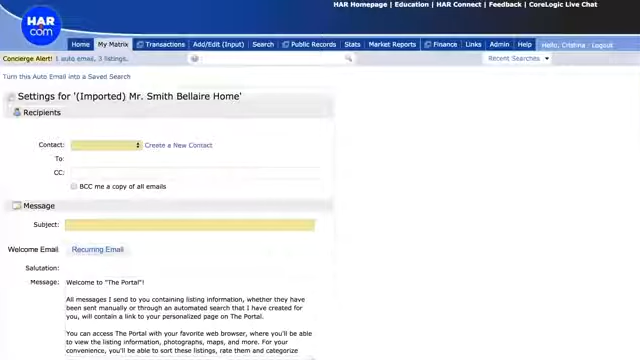 HAR Homepage | Education | HAR Connect | Feedback | CoreLogic Live Chat
HAR
com
Home
My Matrix
Transactions
Add/Edit (Input)
Search
Public Records
Stats
Market Reports
Finance
Links
Admin
Help
Hello, Cristina / Logout
Concierge Alert! 1 auto email, 3 listings.
Recent Searches
Turn this Auto Email into a Saved Search
Settings for '(Imported) Mr. Smith Bellaire Home'
Recipients
Contact:
Create a New Contact
To:
CC:
BCC me a copy of all emails
Message
Subject:
Welcome Email
Recurring Email
Salutation:
Message:
Welcome to "The Portal"!
All messages I send to you containing listing information, whether they have
been sent manually or through an automated search that I have created for
you, will contain a link to your personalized page on The Portal.
You can access The Portal with your favorite web browser, where you'll be able
to view the listing information, photographs, maps, and more. For your
convenience, you'll be able to sort these listings, rate them and categorize